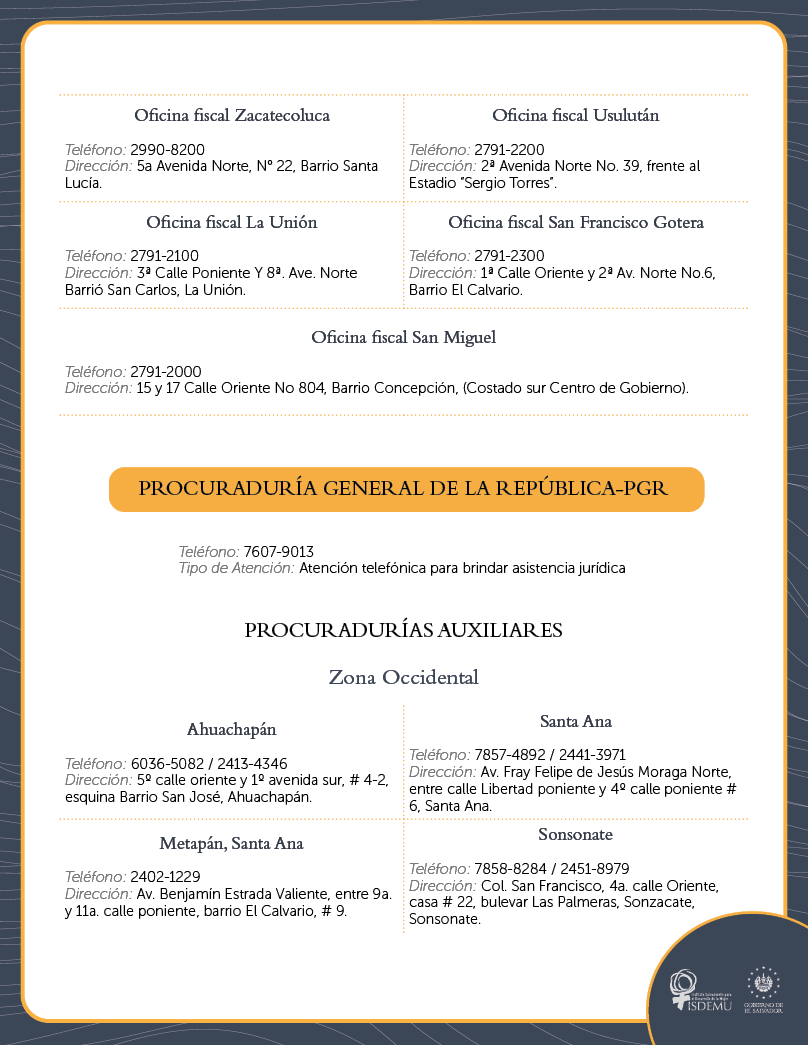 Oficina fiscal Zacatecoluca
Teléfono: 2990-8200
Dirección: 5a Avenida Norte, Nº 22, Barrio Santa
Lucía.
Oficina fiscal Usulután
Teléfono: 2791-2200
Dirección: 2ª Avenida Norte No. 39, frente al
Estadio “Sergio Torres”.
Oficina fiscal La Unión
Teléfono: 2791-2100
Dirección: 3ª Calle Poniente Y 8ª. Ave. Norte
Barrió San Carlos, La Unión.
Oficina fiscal San Francisco Gotera
Teléfono: 2791-2300
Dirección: 1ª Calle Oriente y 2ª Av. Norte No.6,
Barrio El Calvario.
Oficina fiscal San Miguel
Teléfono: 2791-2000
Dirección: 15 y 17 Calle Oriente No 804, Barrio Concepción, (Costado sur Centro de Gobierno).
PROCURADURÍA GENERAL DE LA REPÚBLICA-PGR
Teléfono: 7607-9013
Tipo de Atención: Atención telefónica para brindar asistencia jurídica
PROCURADURÍAS AUXILIARES
Zona Occidental
Ahuachapán
Teléfono: 6036-5082 / 2413-4346
Dirección: 5º calle oriente y 1º avenida sur, # 4-2,
esquina Barrio San José, Ahuachapán.
Santa Ana
Teléfono: 7857-4892 / 2441-3971
Dirección: Av. Fray Felipe de Jesús Moraga Norte,
entre calle Libertad poniente y 4º calle poniente #
6, Santa Ana.
Metapán, Santa Ana
Teléfono: 2402-1229
Dirección: Av. Benjamín Estrada Valiente, entre 9a.
y 11a. calle poniente, barrio El Calvario, # 9.
Sonsonate
Teléfono: 7858-8284 / 2451-8979
Dirección: Col. San Francisco, 4a. calle Oriente,
casa # 22, bulevar Las Palmeras, Sonzacate,
Sonsonate.
Instituto Salvadoreño para
el Desarrollo de la Mujer
ISDEMU
GOBIERNO DE
EL SALVADOR